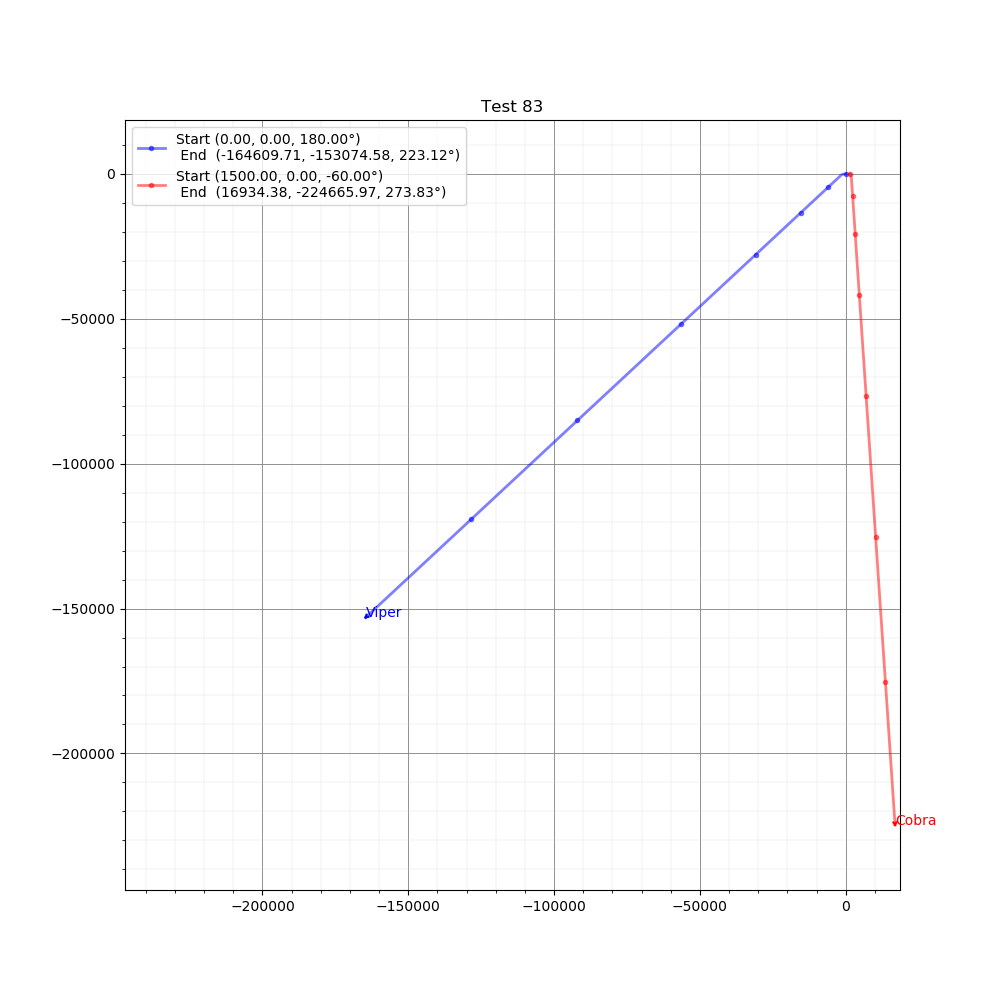 Test 83
Start (0.00, 0.00, 180.00°)
End  (-164609.71, -153074.58, 223.12°)
Start (1500.00, 0.00, -60.00°)
End  (16934.38, -224665.97, 273.83°)
0
−50000
−100000
−150000
−200000
Viper
Cobra
−200000
−150000
−100000
−50000
0